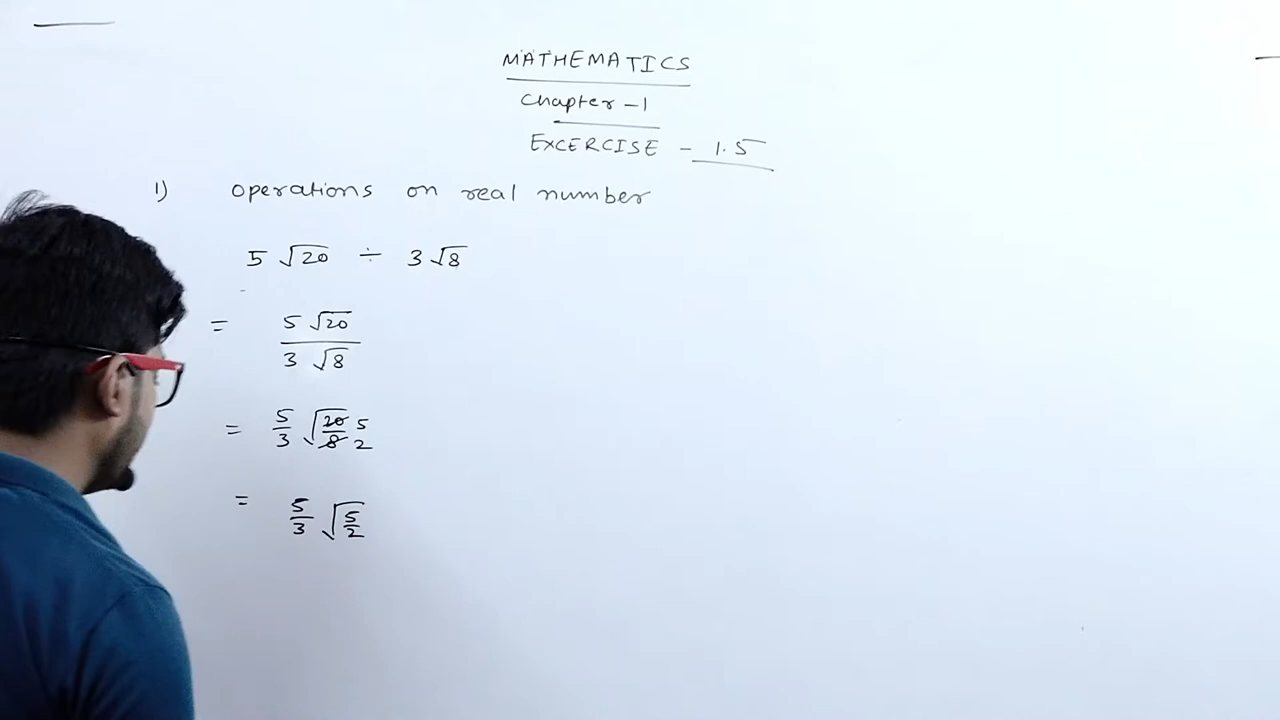 MATHEMATICS
Chapter - 1
EXCERCISE - 1.5
1) operations on real number
5 √20 ÷ 3 √8
= 5 √20 / 3 √8
= 5/3 √20/8 5/2
= 5/3 √5/2